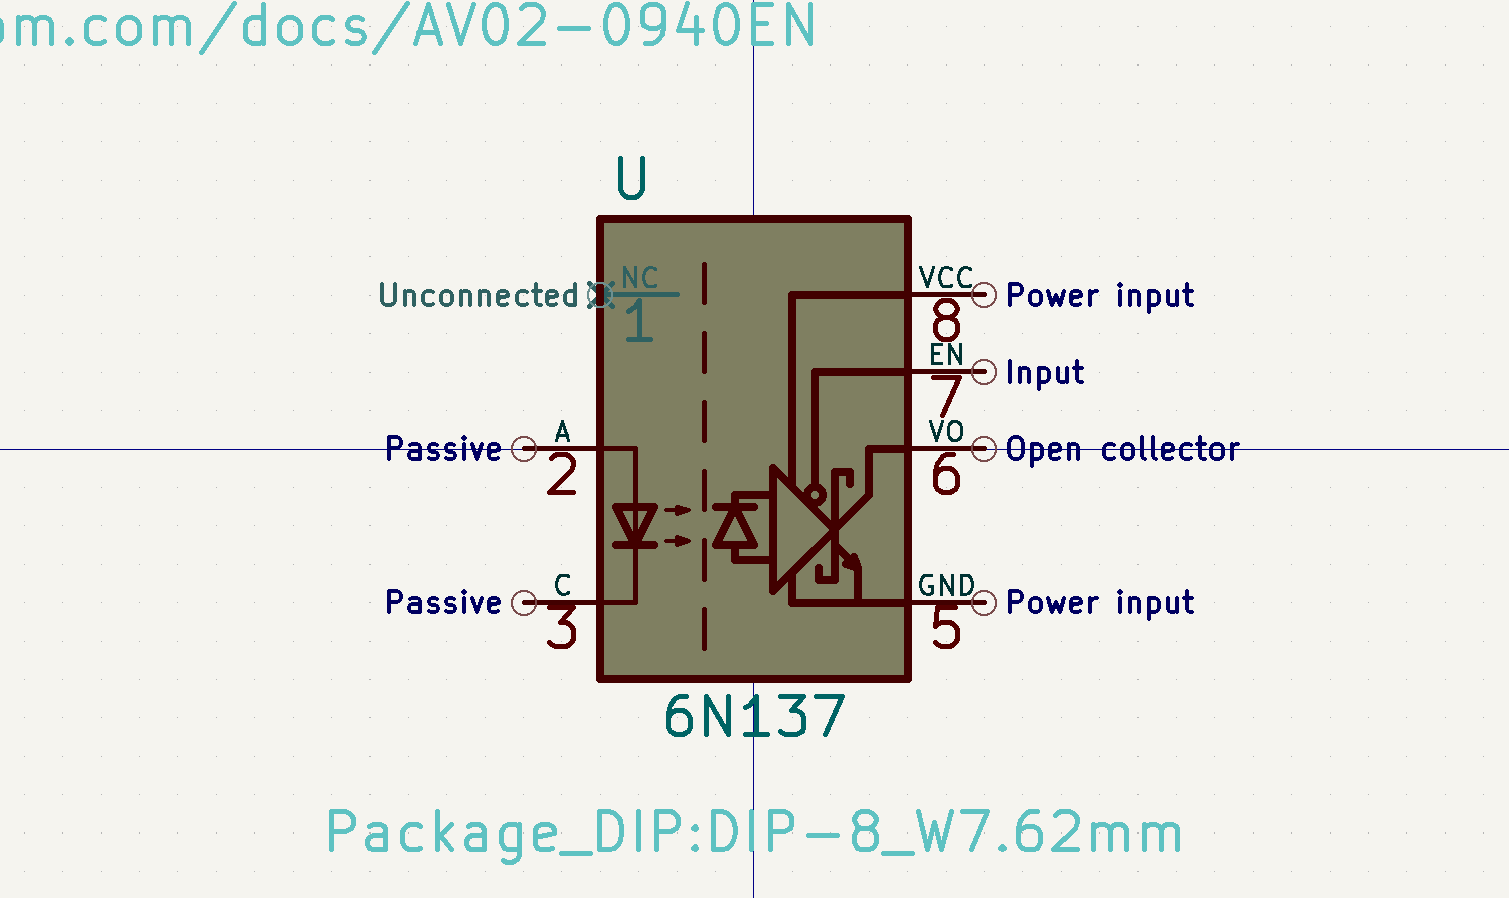 om.com/docs/AV02-0940EN
U
NC
Unconnected
1
VCC
Power input
8
EN
Input
7
A
Passive
2
VO
Open collector
6
C
Passive
3
GND
Power input
5
6N137
Package_DIP:DIP-8_W7.62mm